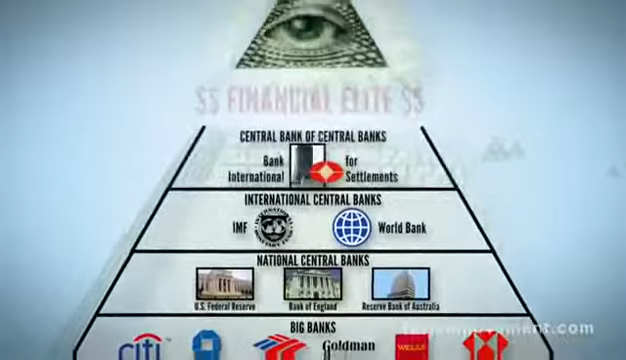 $$ FINANCIAL ELITE $$
CENTRAL BANK OF CENTRAL BANKS
Bank for
International Settlements
INTERNATIONAL CENTRAL BANKS
IMF World Bank
NATIONAL CENTRAL BANKS
U.S. Federal Reserve Bank of England Reserve Bank of Australia
BIG BANKS
citi Goldman WELLS